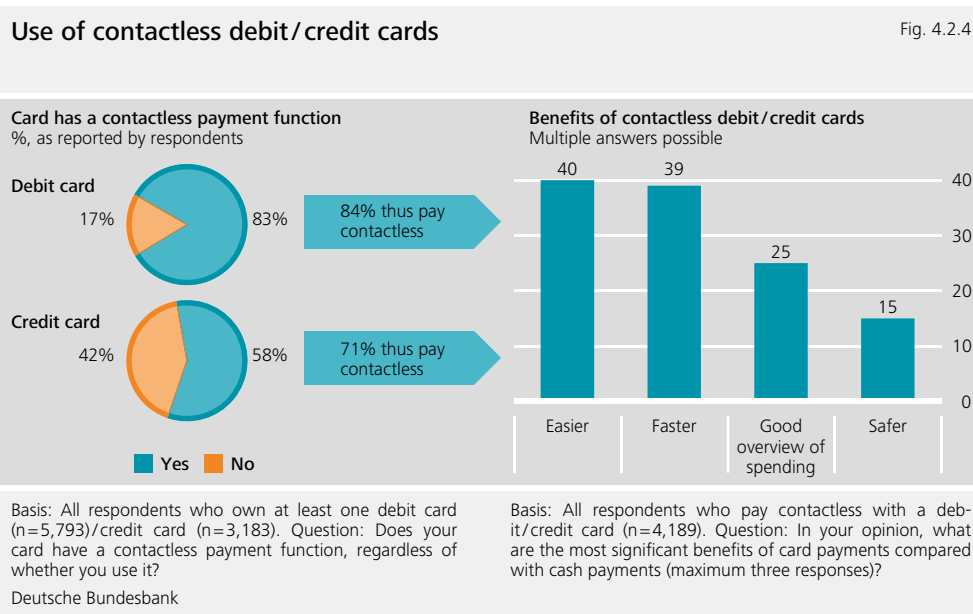 Use of contactless debit/credit cards
Fig. 4.2.4
Card has a contactless payment function
%, as reported by respondents
Debit card
17%
83%
84% thus pay
contactless
Credit card
42%
58%
71% thus pay
contactless
Yes
No
Benefits of contactless debit/credit cards
Multiple answers possible
40
39
25
15
40
30
20
10
0
Easier
Faster
Good
overview of
spending
Safer
Basis: All respondents who own at least one debit card
(n=5,793)/credit card (n=3,183). Question: Does your
card have a contactless payment function, regardless of
whether you use it?
Deutsche Bundesbank
Basis: All respondents who pay contactless with a deb-
it/credit card (n=4,189). Question: In your opinion, what
are the most significant benefits of card payments compared
with cash payments (maximum three responses)?